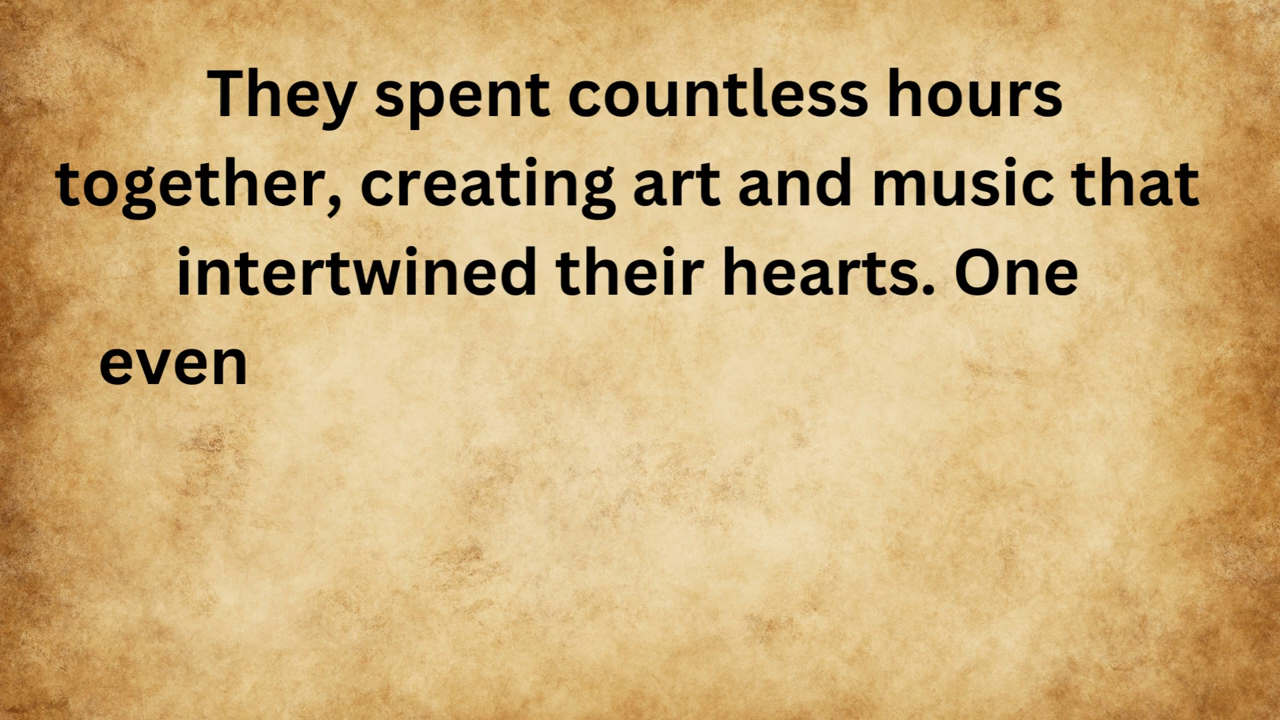 They spent countless hours
together, creating art and music that
intertwined their hearts. One
even